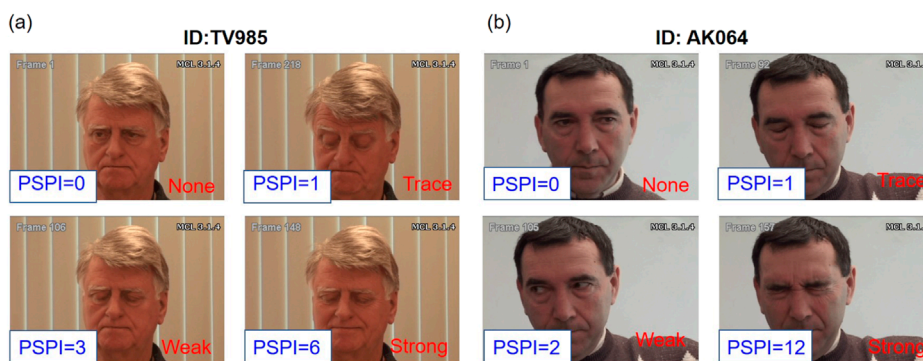 (a)
ID:TV985
Frame 1
MCL 3.1.4
PSPI=0
None
Frame 218
MCL 3.1.4
PSPI=1
Trace
Frame 106
MCL 3.1.4
PSPI=3
Weak
Frame 148
MCL 3.1.4
PSPI=6
Strong
(b)
ID: AK064
Frame 1
MCL 3.1.4
PSPI=0
None
Frame 92
MCL 3.1.4
PSPI=1
Trace
Frame 105
MCL 3.1.4
PSPI=2
Weak
Frame 157
MCL 3.1.4
PSPI=12
Strong